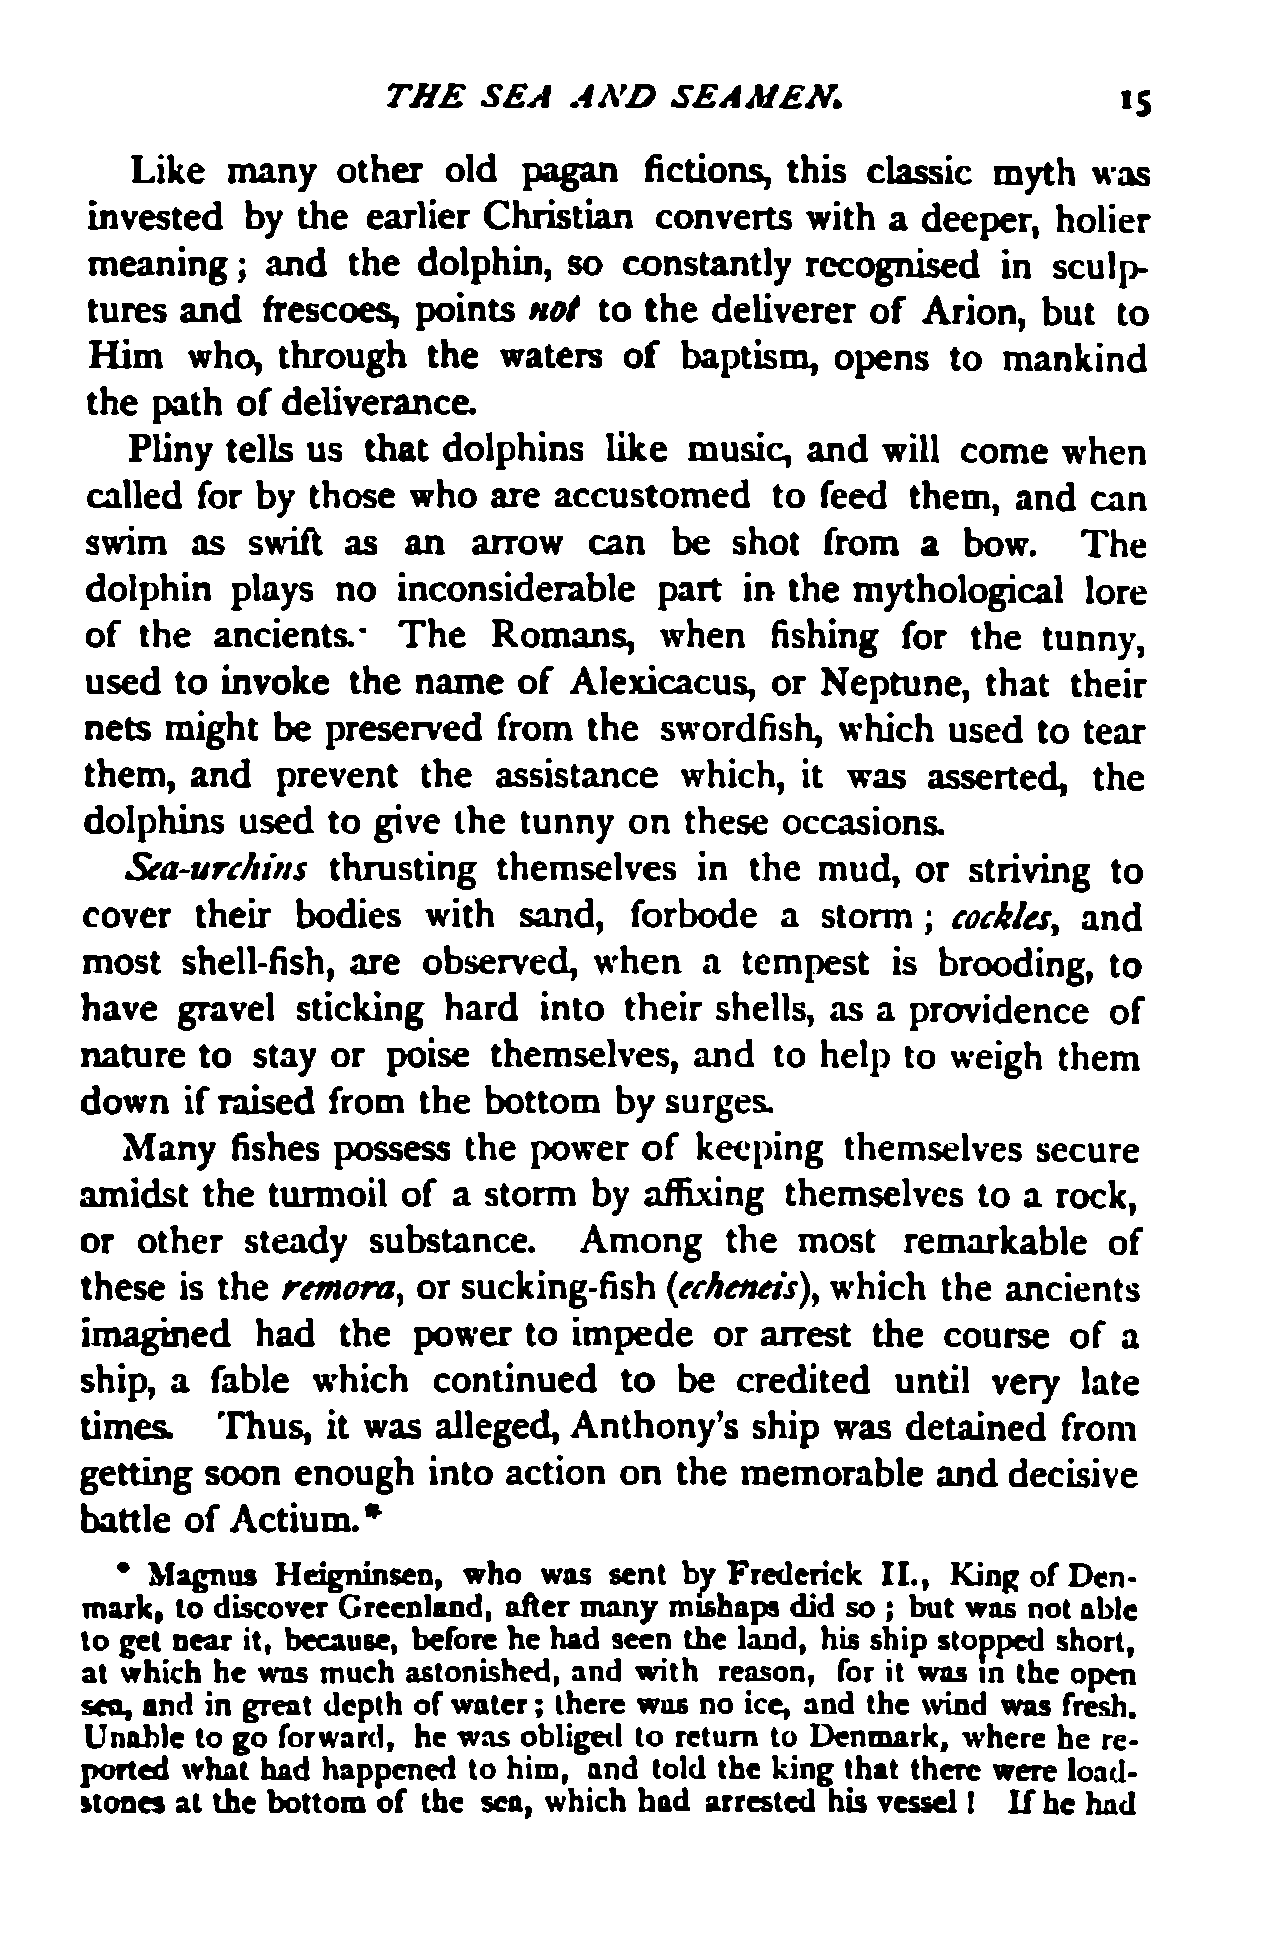 THE SEA AND SEAMEN. 15
Like many other old pagan fictions, this classic myth was
invested by the earlier Christian converts with a deeper, holier
meaning; and the dolphin, so constantly recognised in sculp-
tures and frescoes, points not to the deliverer of Arion, but to
Him who, through the waters of baptism, opens to mankind
the path of deliverance.
Pliny tells us that dolphins like music, and will come when
called for by those who are accustomed to feed them, and can
swim as swift as an arrow can be shot from a bow. The
dolphin plays no inconsiderable part in the mythological lore
of the ancients. The Romans, when fishing for the tunny,
used to invoke the name of Alexicacus, or Neptune, that their
nets might be preserved from the swordfish, which used to tear
them, and prevent the assistance which, it was asserted, the
dolphins used to give the tunny on these occasions.
Sea-urchins thrusting themselves in the mud, or striving to
cover their bodies with sand, forbode a storm; cockles, and
most shell-fish, are observed, when a tempest is brooding, to
have gravel sticking hard into their shells, as a providence of
nature to stay or poise themselves, and to help to weigh them
down if raised from the bottom by surges.
Many fishes possess the power of keeping themselves secure
amidst the turmoil of a storm by affixing themselves to a rock,
or other steady substance. Among the most remarkable of
these is the remora, or sucking-fish (echeneis), which the ancients
imagined had the power to impede or arrest the course of a
ship, a fable which continued to be credited until very late
times. Thus, it was alleged, Anthony's ship was detained from
getting soon enough into action on the memorable and decisive
battle of Actium.*
* Magnus Heigninsen, who was sent by Frederick II., King of Den-
mark, to discover Greenland, after many mishaps did so; but was not able
to get near it, because, before he had seen the land, his ship stopped short,
at which he was much astonished, and with reason, for it was in the open
sea, and in great depth of water; there was no ice, and the wind was fresh.
Unable to go forward, he was obliged to return to Denmark, where he re-
ported what had happened to him, and told the king that there were load-
stones at the bottom of the sea, which had arrested his vessel! If he had